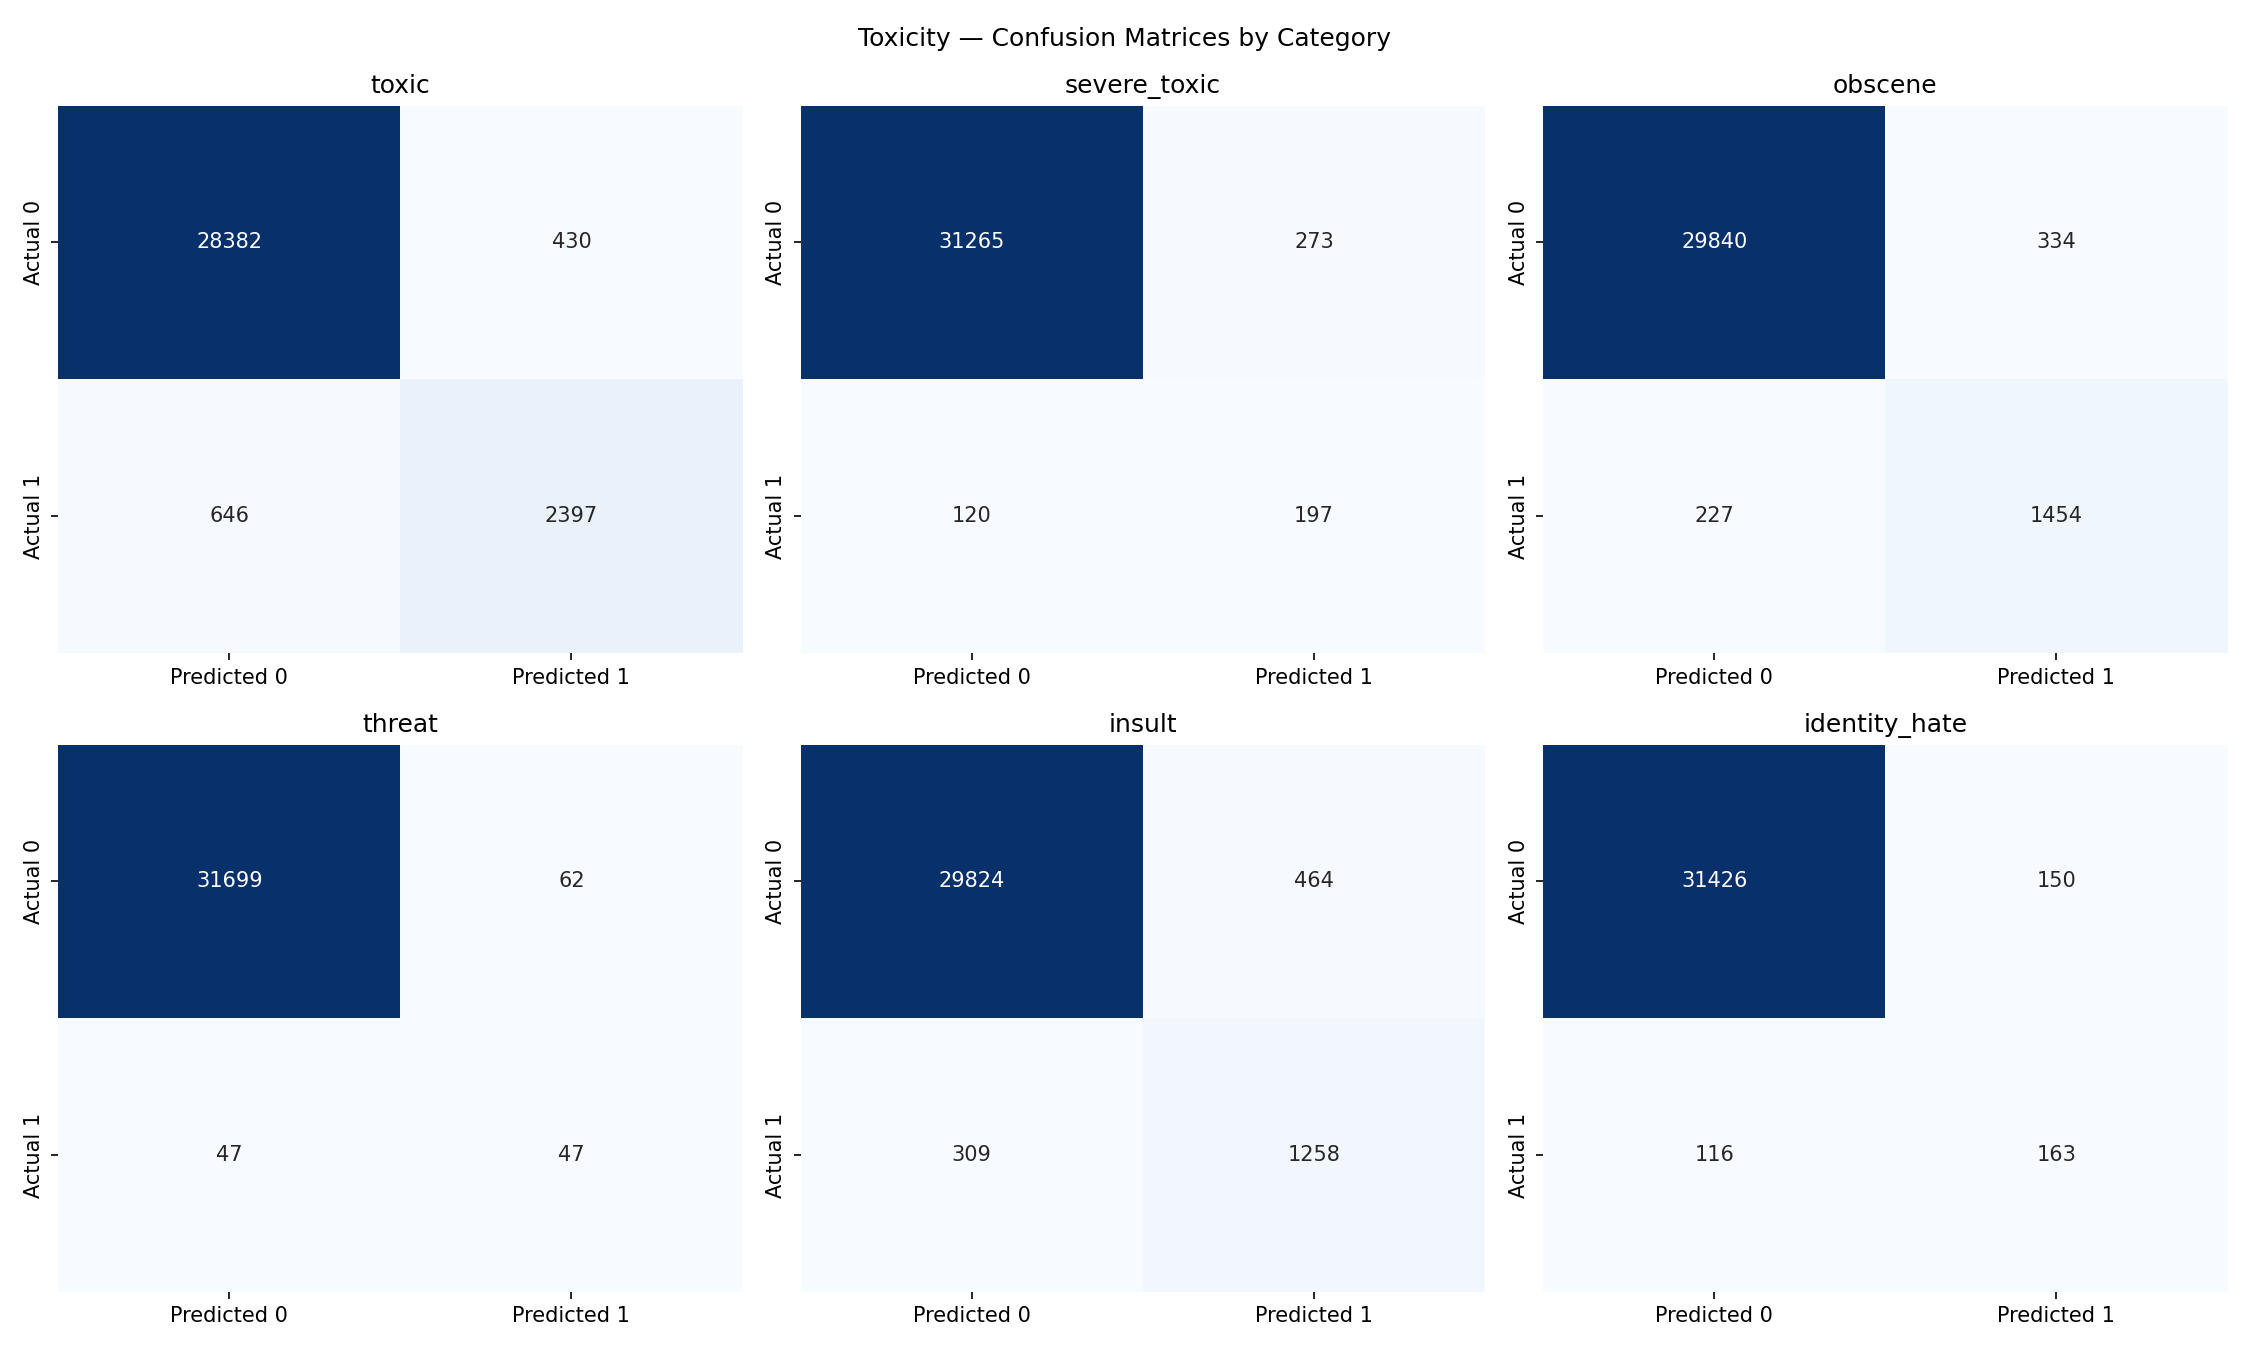 Toxicity — Confusion Matrices by Category
toxic
Actual 0
28382
430
Actual 1
646
2397
Predicted 0
Predicted 1
severe_toxic
Actual 0
31265
273
Actual 1
120
197
Predicted 0
Predicted 1
obscene
Actual 0
29840
334
Actual 1
227
1454
Predicted 0
Predicted 1
threat
Actual 0
31699
62
Actual 1
47
47
Predicted 0
Predicted 1
insult
Actual 0
29824
464
Actual 1
309
1258
Predicted 0
Predicted 1
identity_hate
Actual 0
31426
150
Actual 1
116
163
Predicted 0
Predicted 1